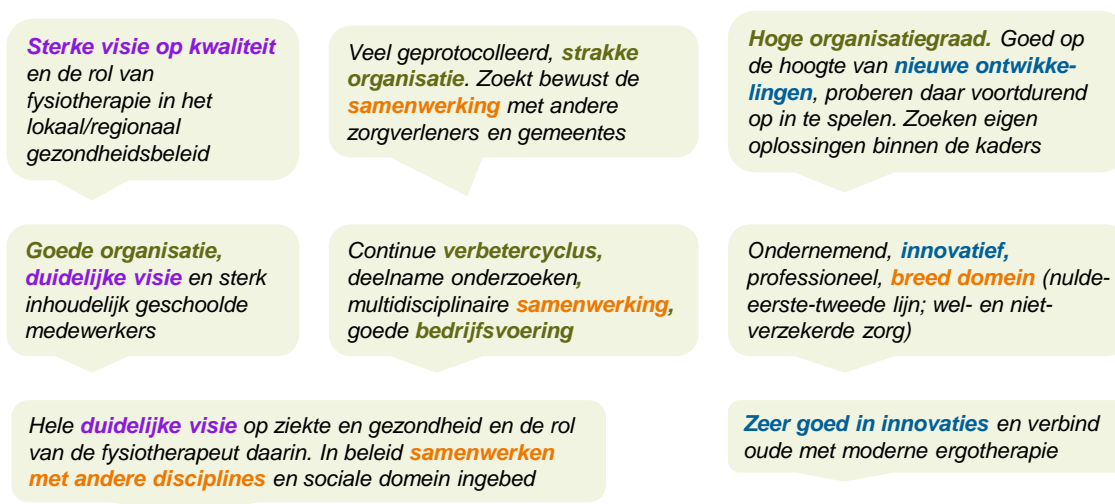 Sterke visie op kwaliteit
en de rol van
fysiotherapie in het
lokaal/regionaal
gezondheidsbeleid
Veel geprotocolleerd, strakke
organisatie. Zoekt bewust de
samenwerking met andere
zorgverleners en gemeentes
Hoge organisatiegraad. Goed op
de hoogte van nieuwe ontwikke-
lingen, proberen daar voortdurend
op in te spelen. Zoeken eigen
oplossingen binnen de kaders
Goede organisatie,
duidelijke visie en sterk
inhoudelijk geschoolde
medewerkers
Continue verbetercyclus,
deelname onderzoeken,
multidisciplinaire samenwerking,
goede bedrijfsvoering
Ondernemend, innovatief,
professioneel, breed domein (nulde-
eerste-tweede lijn; wel- en niet-
verzekerde zorg)
Hele duidelijke visie op ziekte en gezondheid en de rol
van de fysiotherapeut daarin. In beleid samenwerken
met andere disciplines en sociale domein ingebed
Zeer goed in innovaties en verbind
oude met moderne ergotherapie